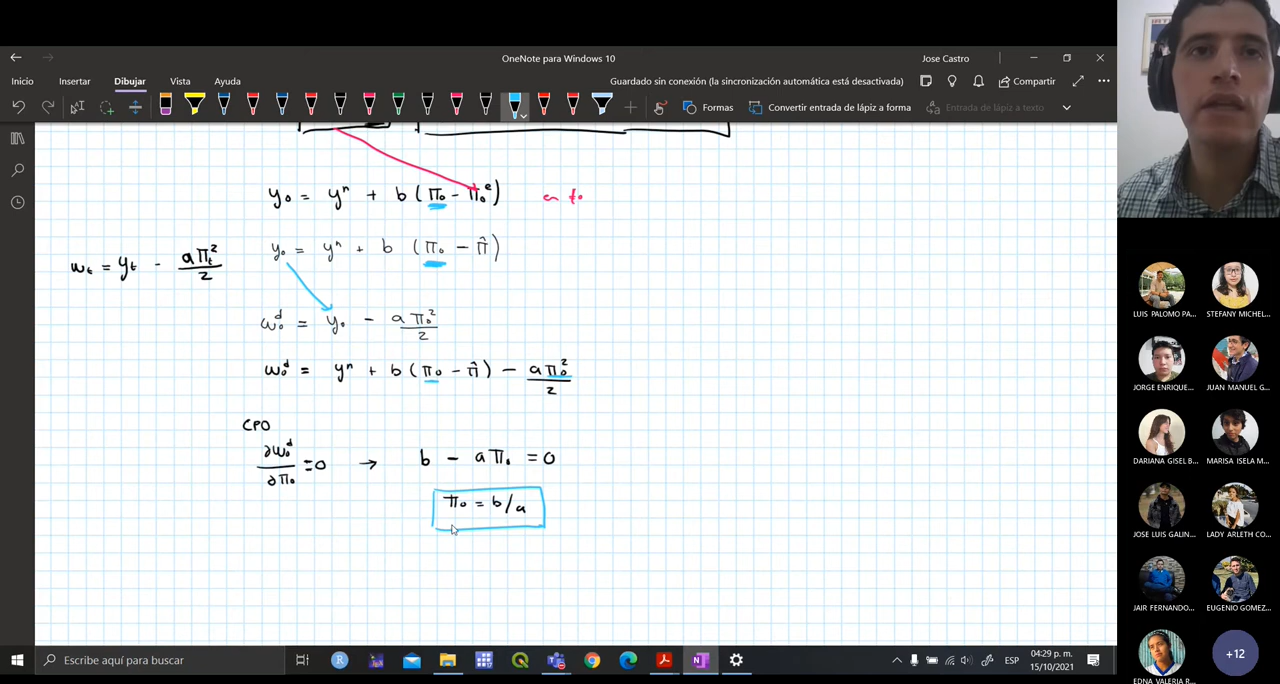 OneNote para Windows 10
Jose Castro
Inicio Insertar Dibujar Vista Ayuda
Guardado sin conexión (la sincronización automática está desactivada)
Compartir
Formas
Convertir entrada de lápiz a forma
Entrada de lápiz a texto
y₀ = yⁿ + b (π₀ - π₀ᵉ) en t₀
y₀ = yⁿ + b (π₀ - π̂)
wₜ = yₜ - aπₜ²/2
w₀ᵈ = y₀ - aπ₀²/2
w₀ᵈ = yⁿ + b (π₀ - π̂) - aπ₀²/2
CPO
∂w₀ᵈ/∂π₀ = 0 → b - aπ₀ = 0
π₀ = b/a
LUIS PALOMO PA...
STEFANY MICHEL...
JORGE ENRIQUE...
JUAN MANUEL G...
DARIANA GISEL B...
MARISA ISELA M...
JOSE LUIS GALIN...
LADY ARLETH CO...
JAIR FERNANDO...
EUGENIO GOMEZ...
EDNA VALERIA R...
+12
Escribe aquí para buscar
ESP
04:29 p. m.
15/10/2021